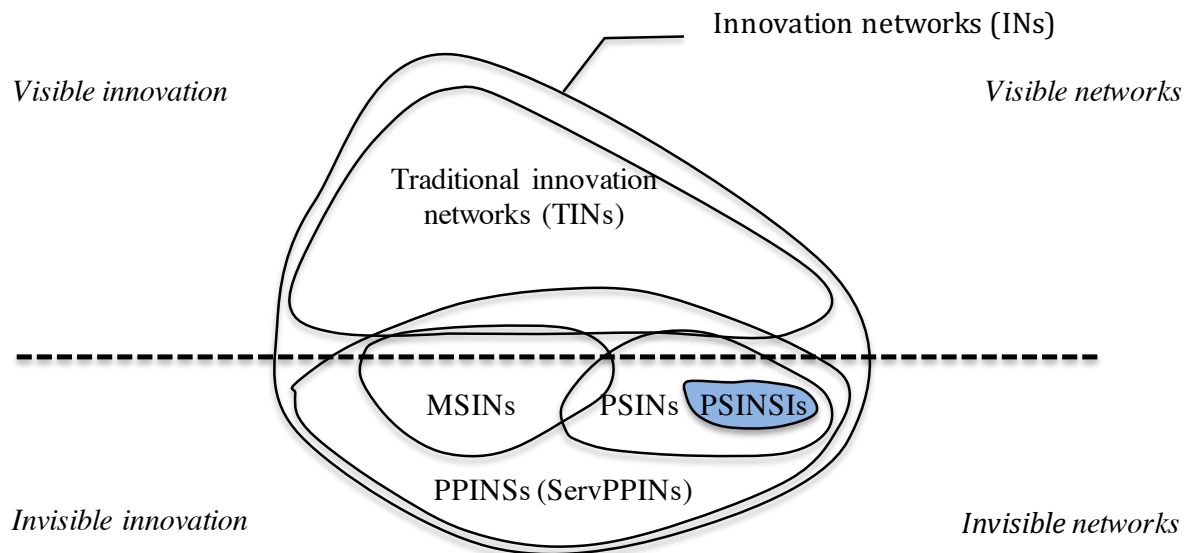 Innovation networks (INs)
Visible innovation
Visible networks
Traditional innovation
networks (TINs)
MSINs
PSINs
PSINSIs
PPINSs (ServPPINs)
Invisible innovation
Invisible networks